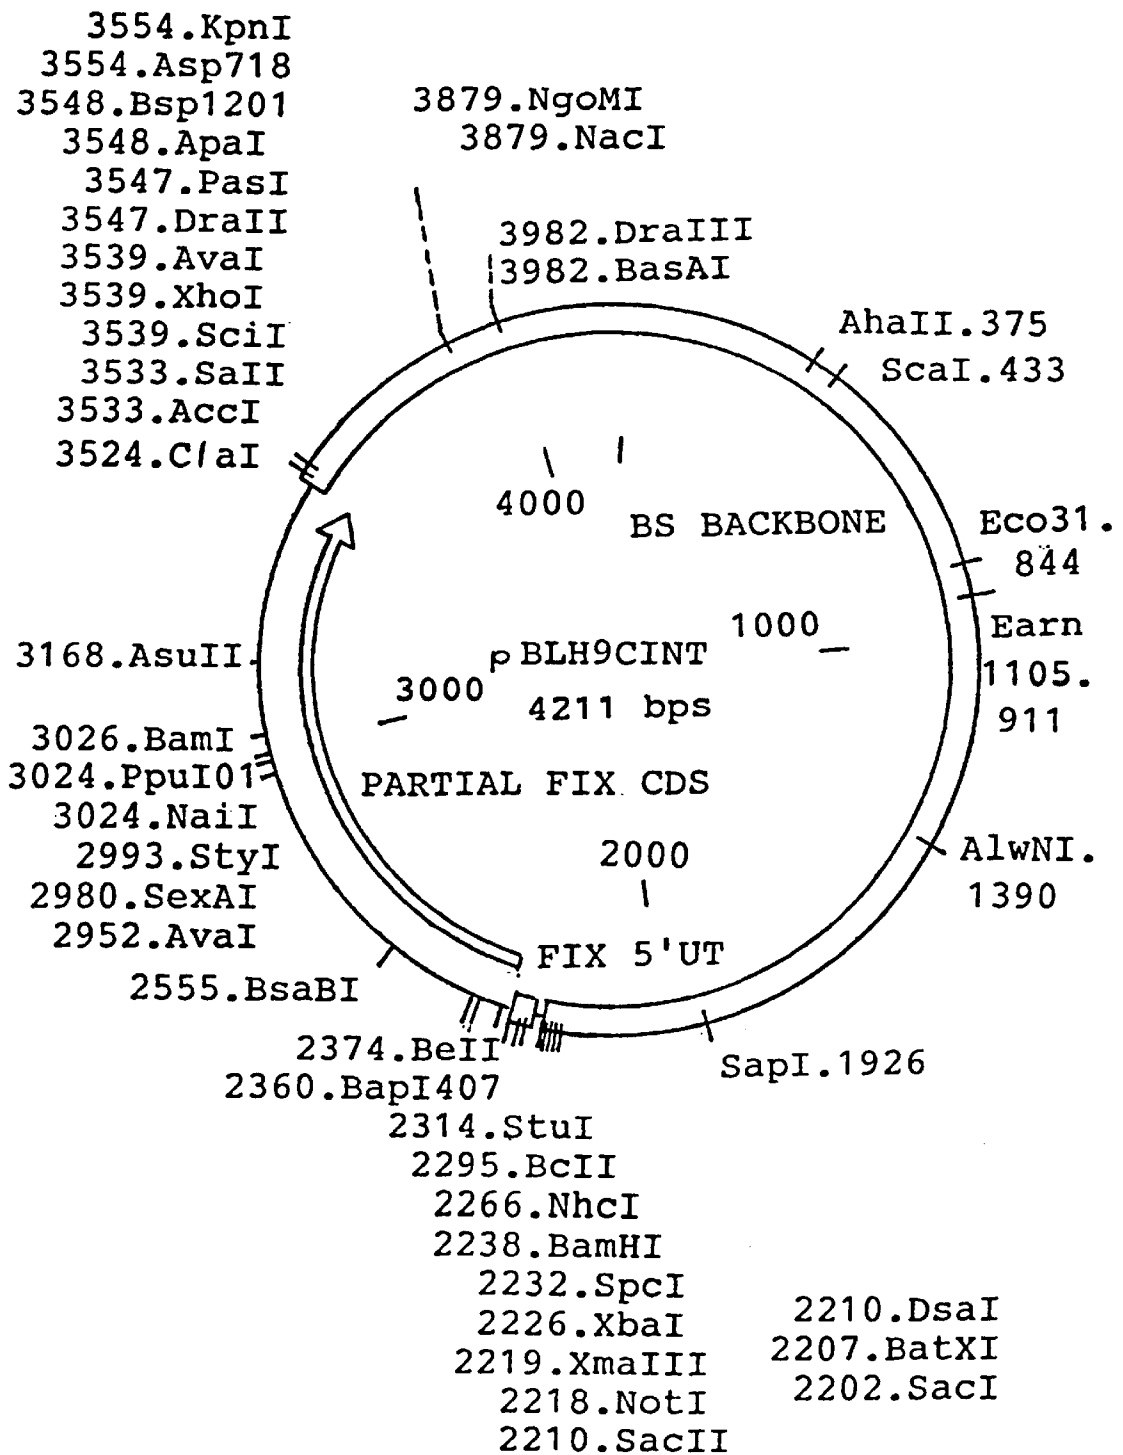 3554.KpnI
3554.Asp718
3548.Bsp1201
3548.ApaI
3547.PasI
3547.DraII
3539.AvaI
3539.XhoI
3539.SciI
3533.SaII
3533.AccI
3524.ClaI
3879.NgoMI
3879.NacI
3982.DraIII
3982.BasAI
AhaII.375
ScaI.433
4000
BS BACKBONE
Eco31.
844
1000
Earn
1105.
911
3168.AsuII.
pBLH9CINT
3000
4211 bps
3026.BamI
3024.PpuI01
3024.NaiI
2993.StyI
2980.SexAI
2952.AvaI
PARTIAL FIX CDS
2000
AlwNI.
1390
FIX 5'UT
2555.BsaBI
SapI.1926
2374.BeII
2360.BapI407
2314.StuI
2295.BcII
2266.NhcI
2238.BamHI
2232.SpcI
2226.XbaI
2219.XmaIII
2218.NotI
2210.SacII
2210.DsaI
2207.BatXI
2202.SacI